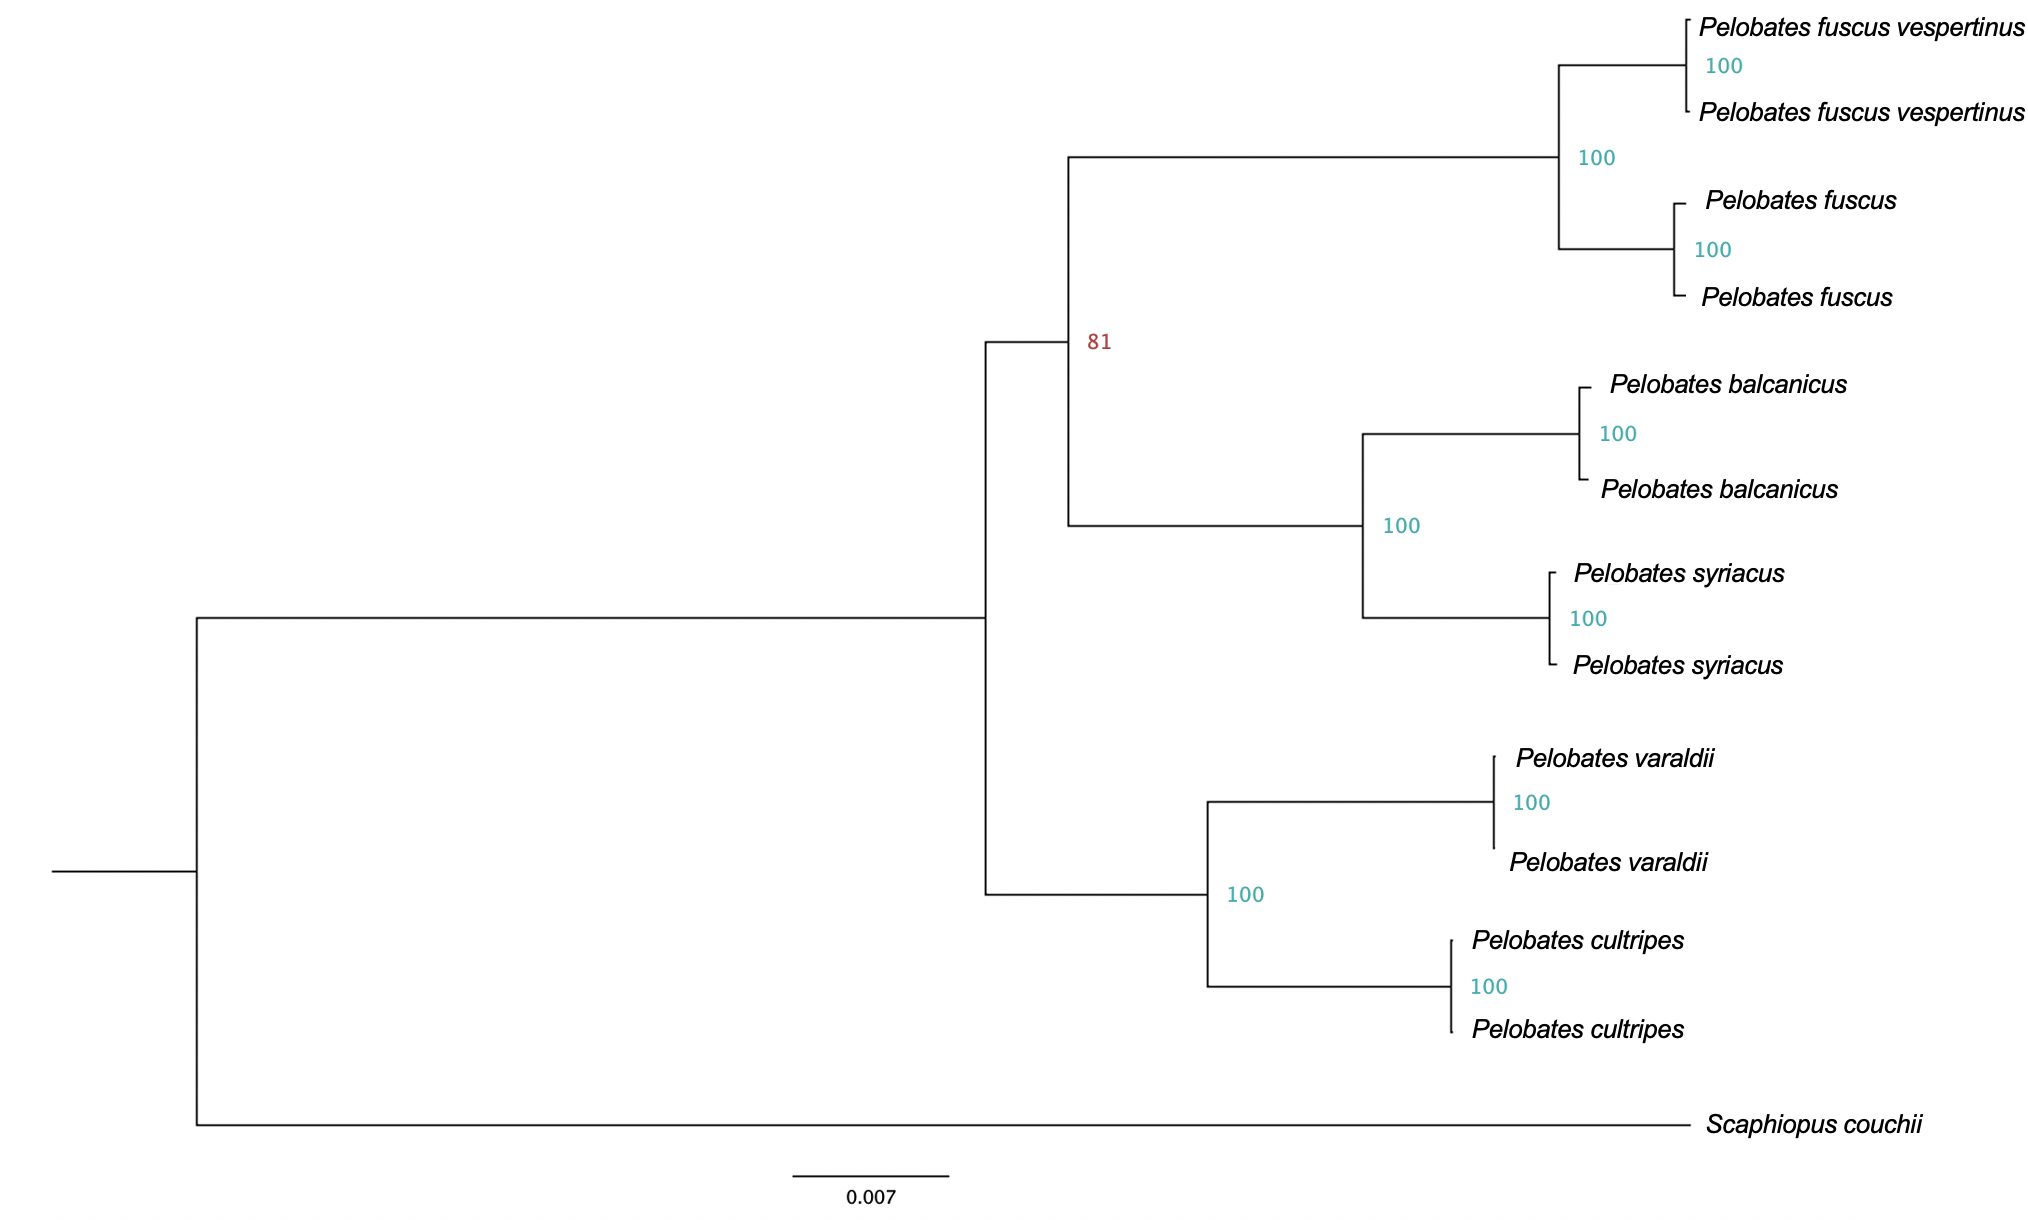 Pelobates fuscus vespertinus
100
Pelobates fuscus vespertinus
100
Pelobates fuscus
100
Pelobates fuscus
81
Pelobates balcanicus
100
Pelobates balcanicus
100
Pelobates syriacus
100
Pelobates syriacus
Pelobates varaldii
100
Pelobates varaldii
100
Pelobates cultripes
100
Pelobates cultripes
Scaphiopus couchii
0.007